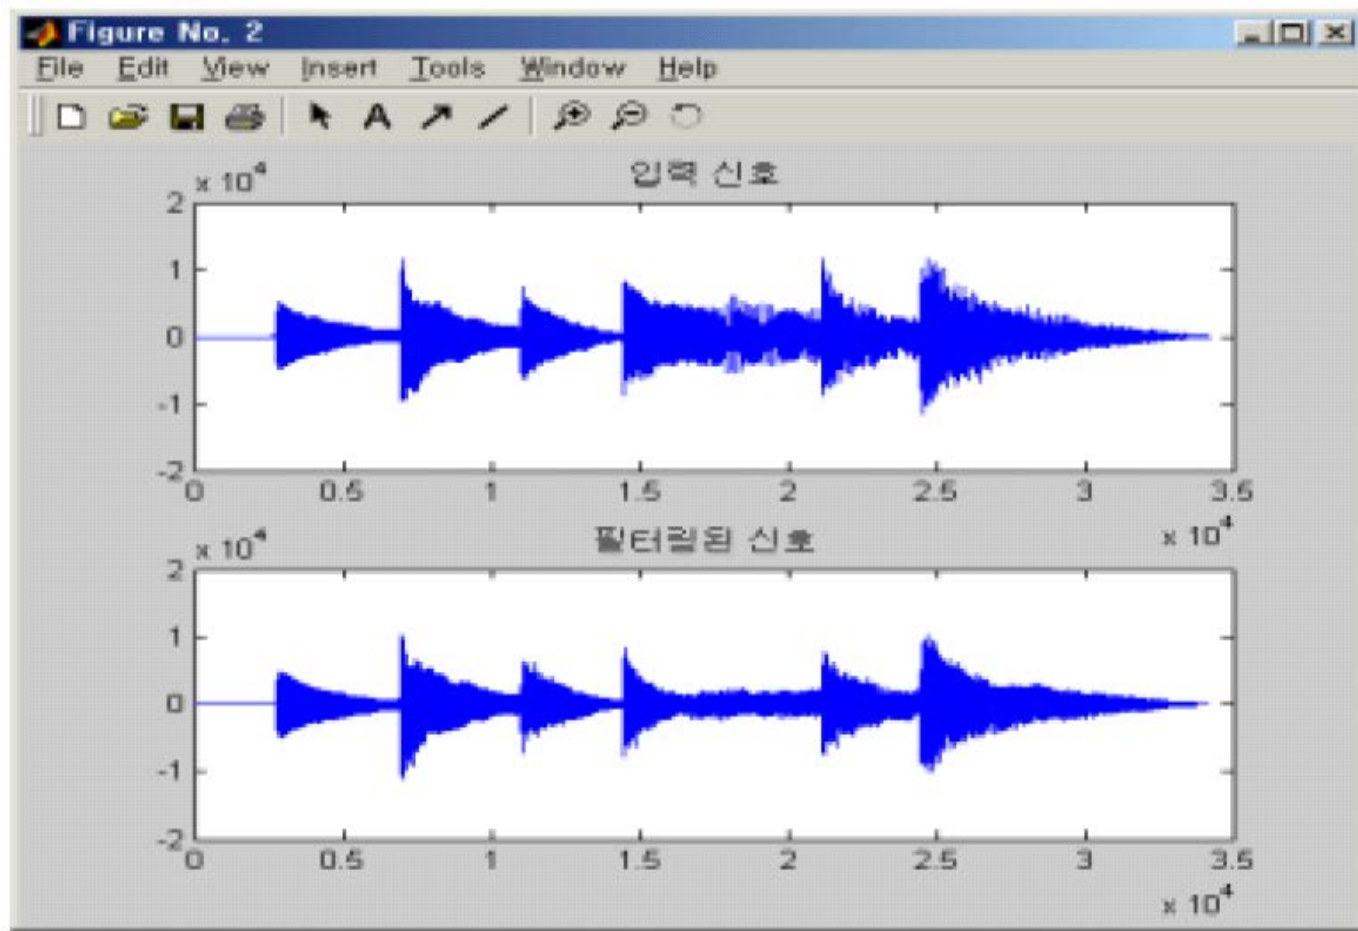 Figure No. 2
File Edit View Insert Tools Window Help
입력 신호
x 10^4
2
1
0
-1
-2
0 0.5 1 1.5 2 2.5 3 3.5
x 10^4
필터링된 신호
x 10^4
2
1
0
-1
-2
0 0.5 1 1.5 2 2.5 3 3.5
x 10^4